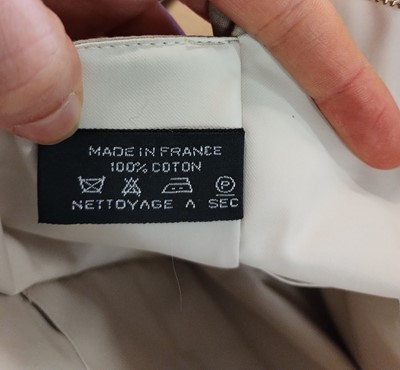 MADE IN FRANCE
100% COTON
P
NETTOYAGE A SEC